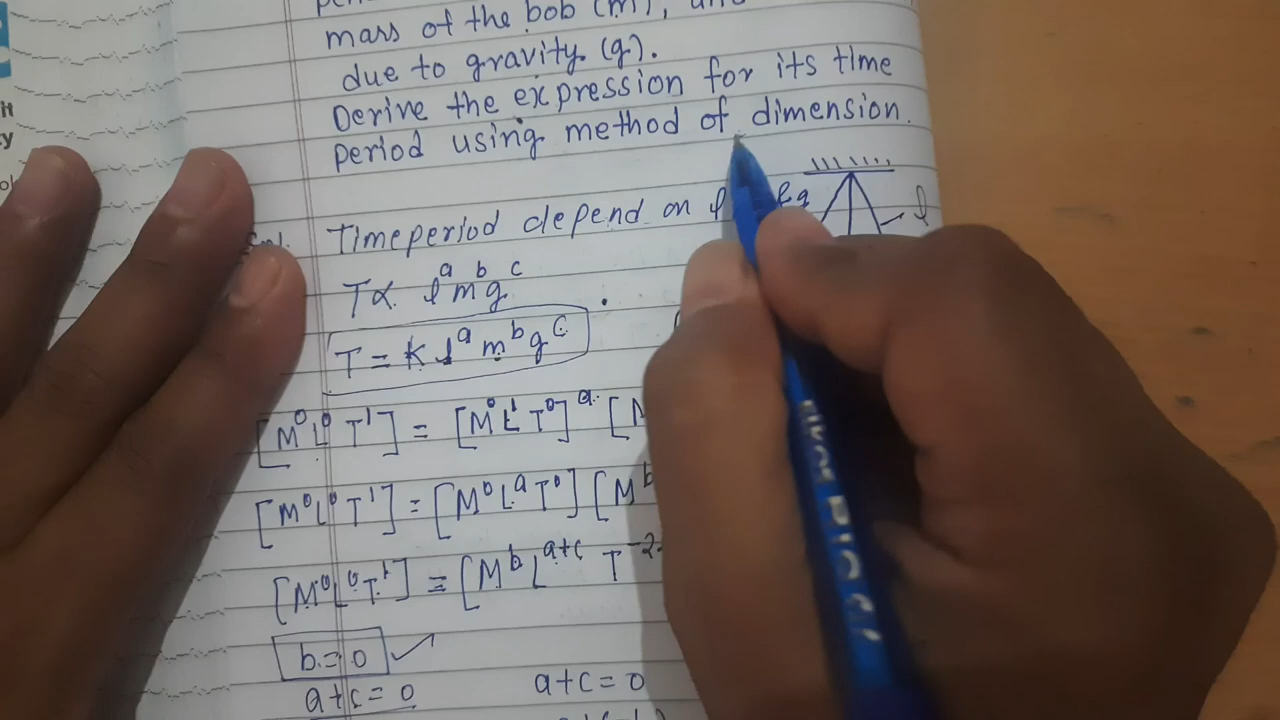 mass of the bob (m),
due to gravity (g).
Derive the expression for its time
period using method of dimension.
Timeperiod depend on l
T∝ l^a m^b g^c
T = K l^a m^b g^c
[M^0 L^0 T^1] = [M^0 L^1 T^0]^a [M
[M^0 L^0 T^1] = [M^0 L^a T^0] [M^b
[M^0 L^0 T^1] = [M^b L^a+c T^-2
b = 0 ✓
a+c = 0 a+c = 0